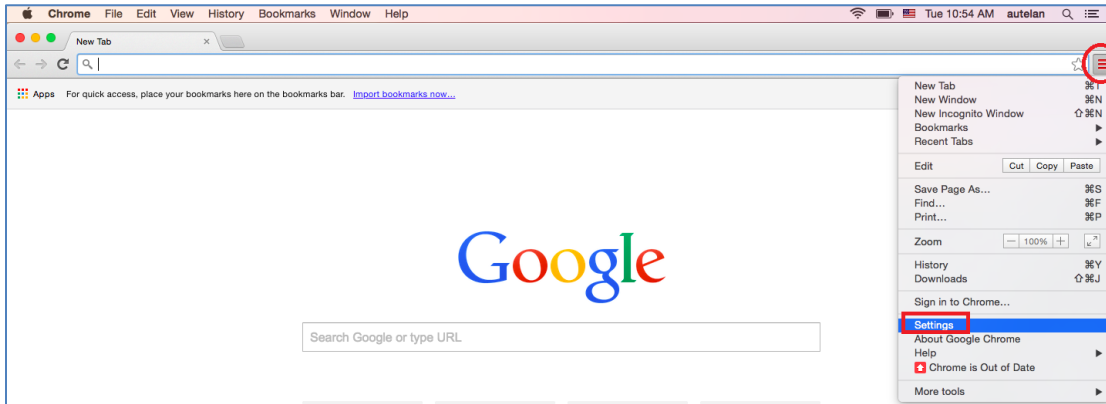 Chrome File Edit View History Bookmarks Window Help Tue 10:54 AM autelan
New Tab
Apps For quick access, place your bookmarks here on the bookmarks bar. Import bookmarks now...
New Tab ⌘T
New Window ⌘N
New Incognito Window ⇧⌘N
Bookmarks
Recent Tabs
Edit Cut Copy Paste
Save Page As... ⌘S
Find... ⌘F
Print... ⌘P
Zoom − 100% +
History ⌘Y
Downloads ⇧⌘J
Sign in to Chrome...
Settings
About Google Chrome
Help
Chrome is Out of Date
More tools
Google
Search Google or type URL